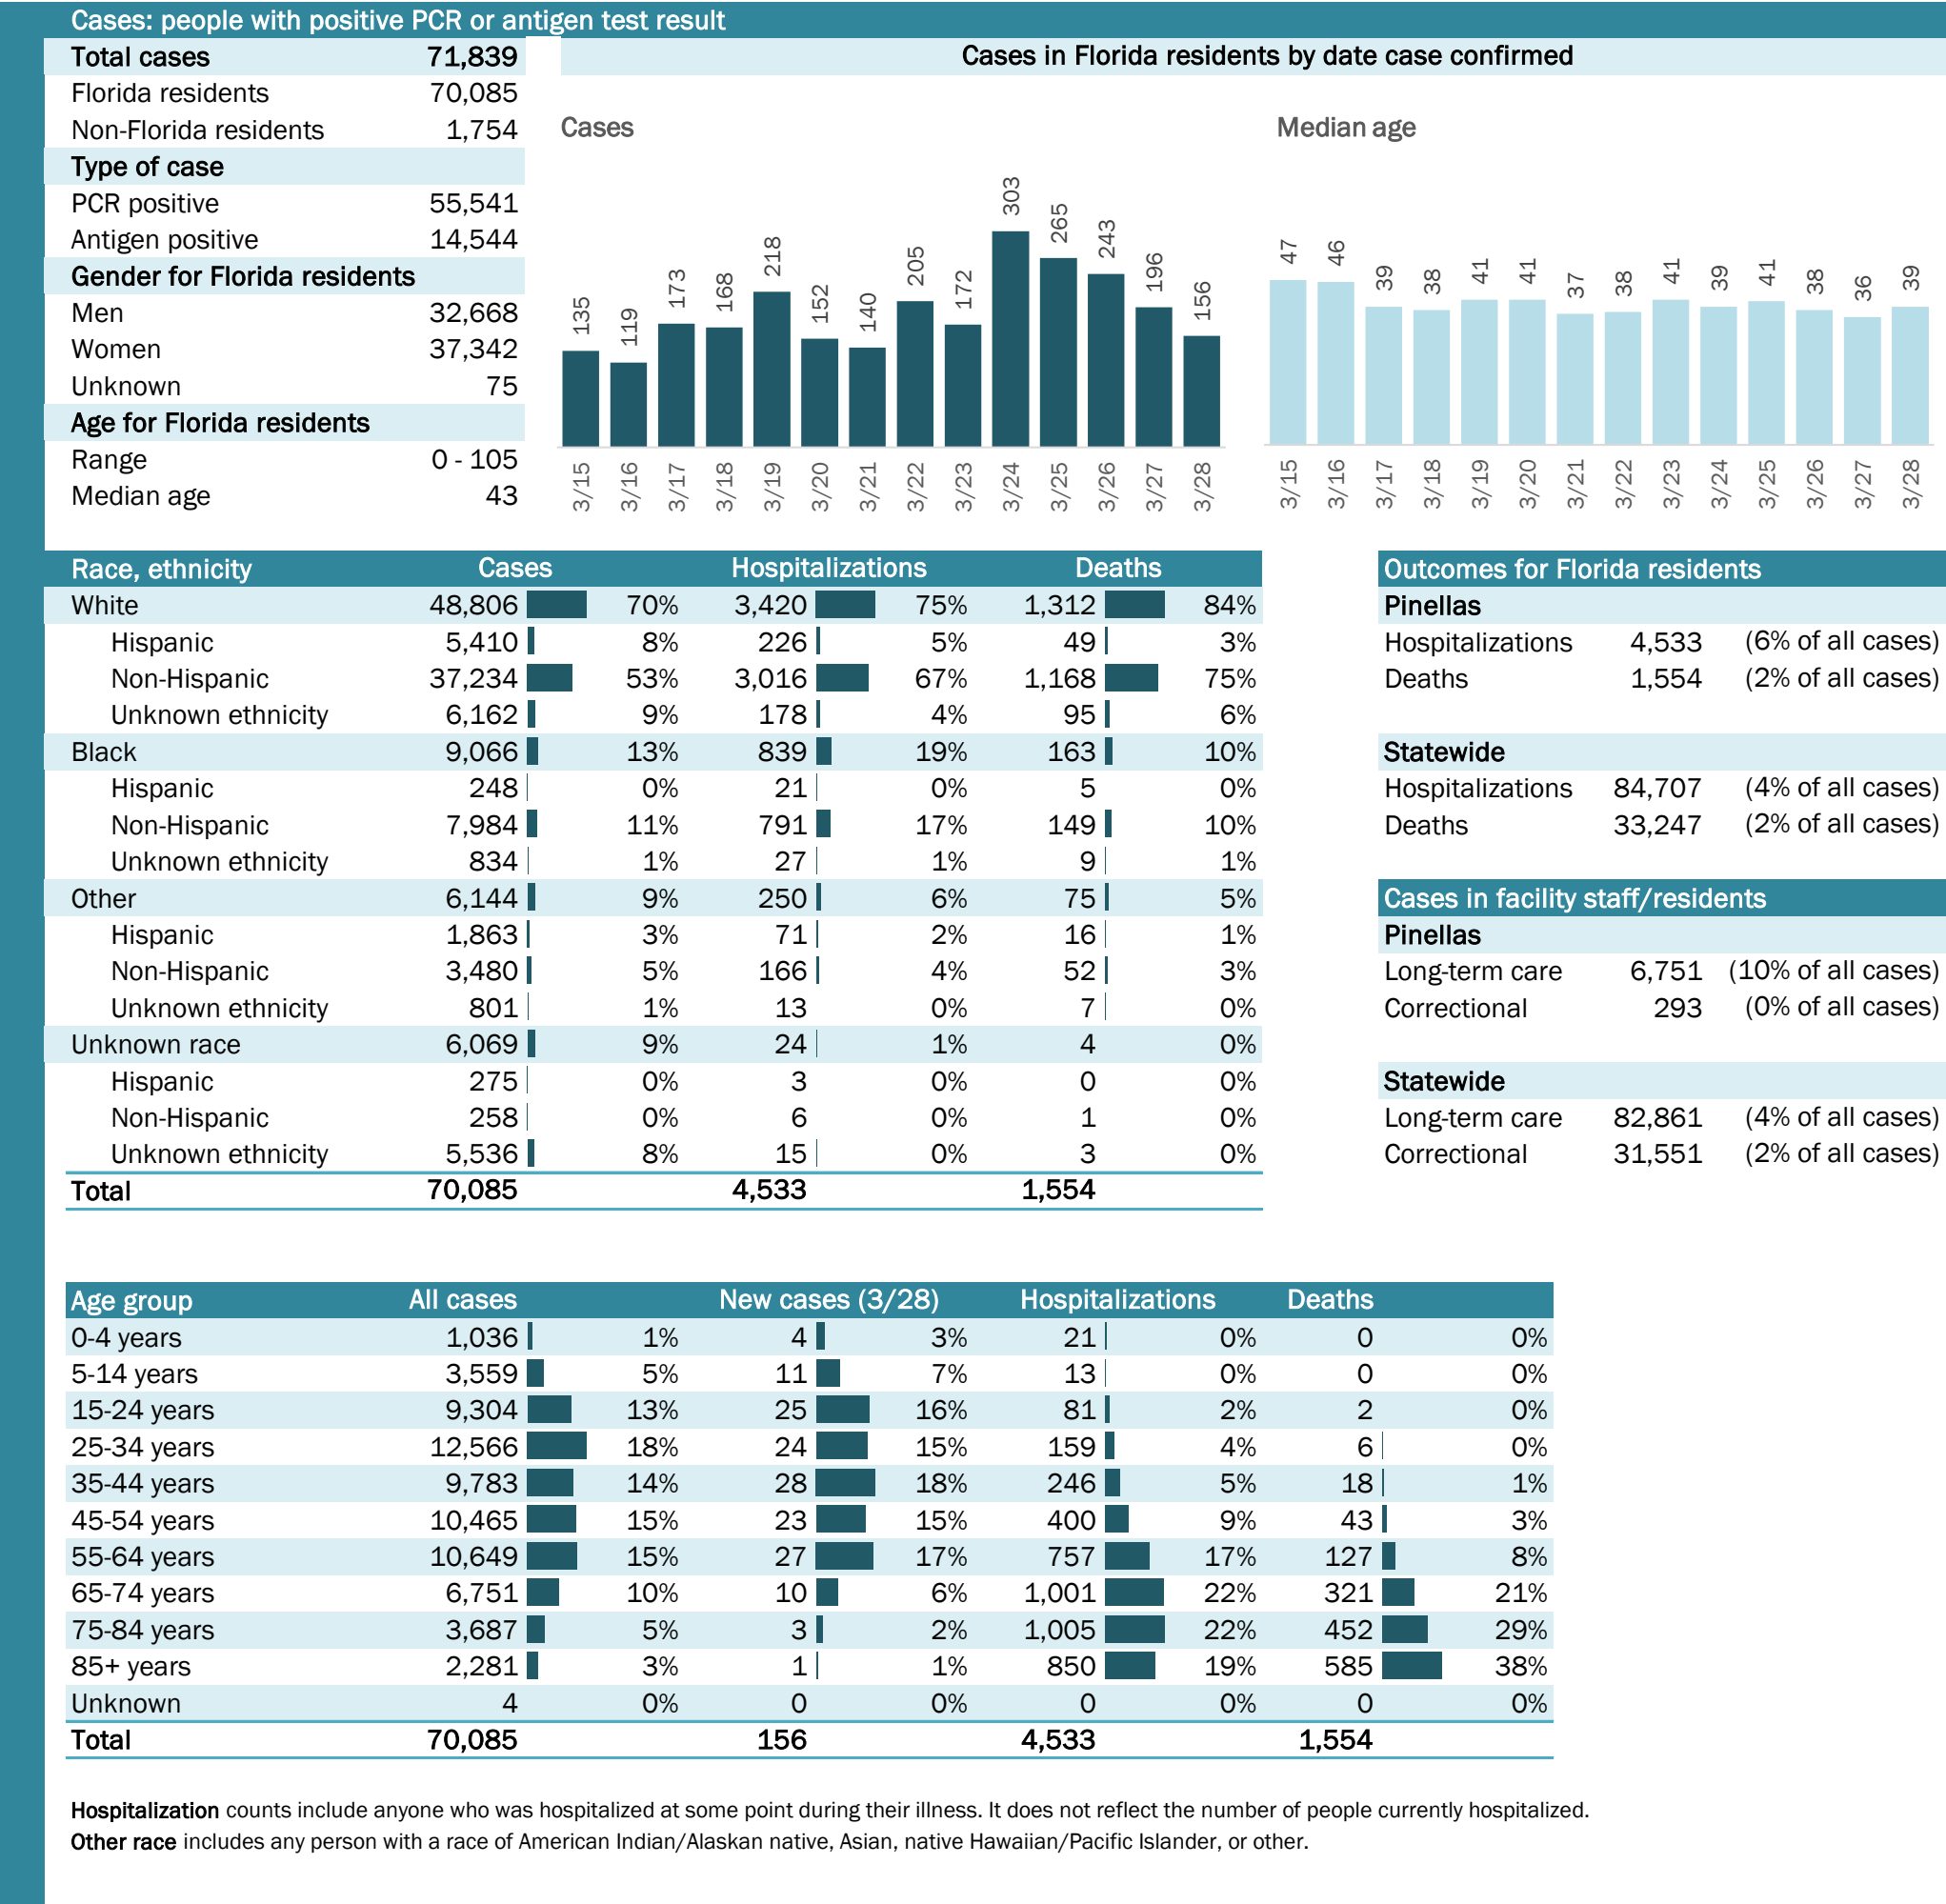 Cases: people with positive PCR or antigen test result
Total cases 71,839
Florida residents 70,085
Non-Florida residents 1,754
Type of case
PCR positive 55,541
Antigen positive 14,544
Gender for Florida residents
Men 32,668
Women 37,342
Unknown 75
Age for Florida residents
Range 0 - 105
Median age 43
Cases in Florida residents by date case confirmed
Cases
135 119 173 168 218 152 140 205 172 303 265 243 196 156
3/15 3/16 3/17 3/18 3/19 3/20 3/21 3/22 3/23 3/24 3/25 3/26 3/27 3/28
Median age
47 46 39 38 41 41 37 38 41 39 41 38 36 39
3/15 3/16 3/17 3/18 3/19 3/20 3/21 3/22 3/23 3/24 3/25 3/26 3/27 3/28
Race, ethnicity Cases Hospitalizations Deaths
White 48,806 70% 3,420 75% 1,312 84%
Hispanic 5,410 8% 226 5% 49 3%
Non-Hispanic 37,234 53% 3,016 67% 1,168 75%
Unknown ethnicity 6,162 9% 178 4% 95 6%
Black 9,066 13% 839 19% 163 10%
Hispanic 248 0% 21 0% 5 0%
Non-Hispanic 7,984 11% 791 17% 149 10%
Unknown ethnicity 834 1% 27 1% 9 1%
Other 6,144 9% 250 6% 75 5%
Hispanic 1,863 3% 71 2% 16 1%
Non-Hispanic 3,480 5% 166 4% 52 3%
Unknown ethnicity 801 1% 13 0% 7 0%
Unknown race 6,069 9% 24 1% 4 0%
Hispanic 275 0% 3 0% 0 0%
Non-Hispanic 258 0% 6 0% 1 0%
Unknown ethnicity 5,536 8% 15 0% 3 0%
Total 70,085 4,533 1,554
Outcomes for Florida residents
Pinellas
Hospitalizations 4,533 (6% of all cases)
Deaths 1,554 (2% of all cases)
Statewide
Hospitalizations 84,707 (4% of all cases)
Deaths 33,247 (2% of all cases)
Cases in facility staff/residents
Pinellas
Long-term care 6,751 (10% of all cases)
Correctional 293 (0% of all cases)
Statewide
Long-term care 82,861 (4% of all cases)
Correctional 31,551 (2% of all cases)
Age group All cases New cases (3/28) Hospitalizations Deaths
0-4 years 1,036 1% 4 3% 21 0% 0 0%
5-14 years 3,559 5% 11 7% 13 0% 0 0%
15-24 years 9,304 13% 25 16% 81 2% 2 0%
25-34 years 12,566 18% 24 15% 159 4% 6 0%
35-44 years 9,783 14% 28 18% 246 5% 18 1%
45-54 years 10,465 15% 23 15% 400 9% 43 3%
55-64 years 10,649 15% 27 17% 757 17% 127 8%
65-74 years 6,751 10% 10 6% 1,001 22% 321 21%
75-84 years 3,687 5% 3 2% 1,005 22% 452 29%
85+ years 2,281 3% 1 1% 850 19% 585 38%
Unknown 4 0% 0 0% 0 0% 0 0%
Total 70,085 156 4,533 1,554
Hospitalization counts include anyone who was hospitalized at some point during their illness. It does not reflect the number of people currently hospitalized.
Other race includes any person with a race of American Indian/Alaskan native, Asian, native Hawaiian/Pacific Islander, or other.